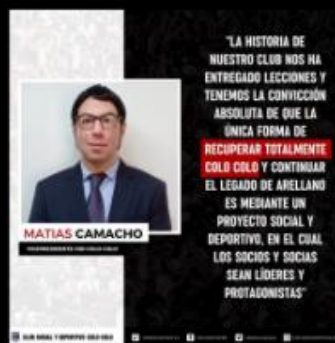 "LA HISTORIA DE
NUESTRO CLUB NOS HA
ENTREGADO LECCIONES Y
TENEMOS LA CONVICCIÓN
ABSOLUTA DE QUE LA
ÚNICA FORMA DE
RECUPERAR TOTALMENTE
COLO COLO Y CONTINUAR
EL LEGADO DE ARELLANO
ES MEDIANTE UN
PROYECTO SOCIAL Y
DEPORTIVO, EN EL CUAL
LOS SOCIOS Y SOCIAS
SEAN LÍDERES Y
PROTAGONISTAS"
MATIAS CAMACHO
CLUB SOCIAL Y DEPORTIVO COLO COLO